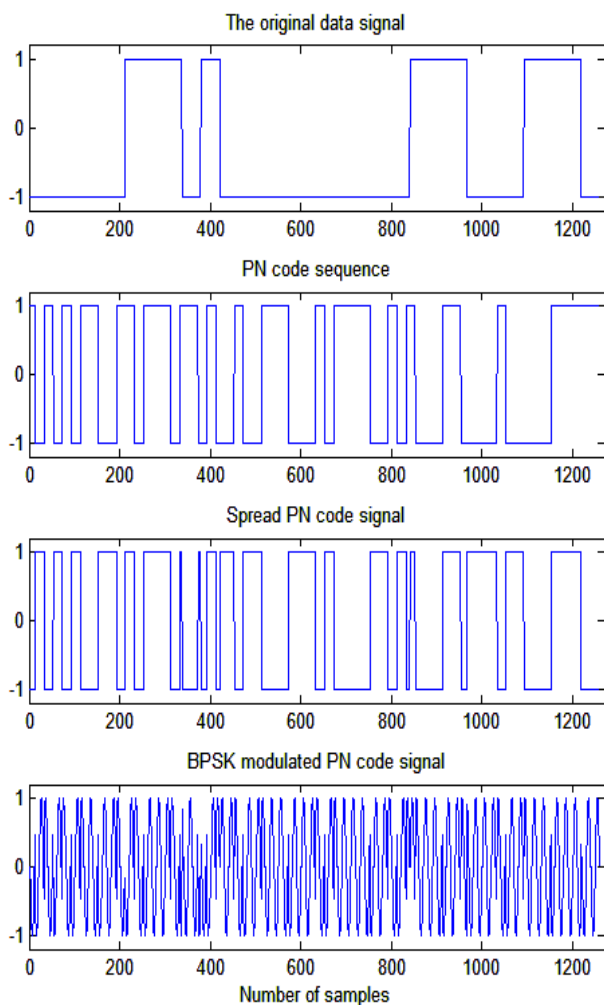 The original data signal
1
0
-1
0 200 400 600 800 1000 1200
PN code sequence
1
0
-1
0 200 400 600 800 1000 1200
Spread PN code signal
1
0
-1
0 200 400 600 800 1000 1200
BPSK modulated PN code signal
1
0
-1
0 200 400 600 800 1000 1200
Number of samples